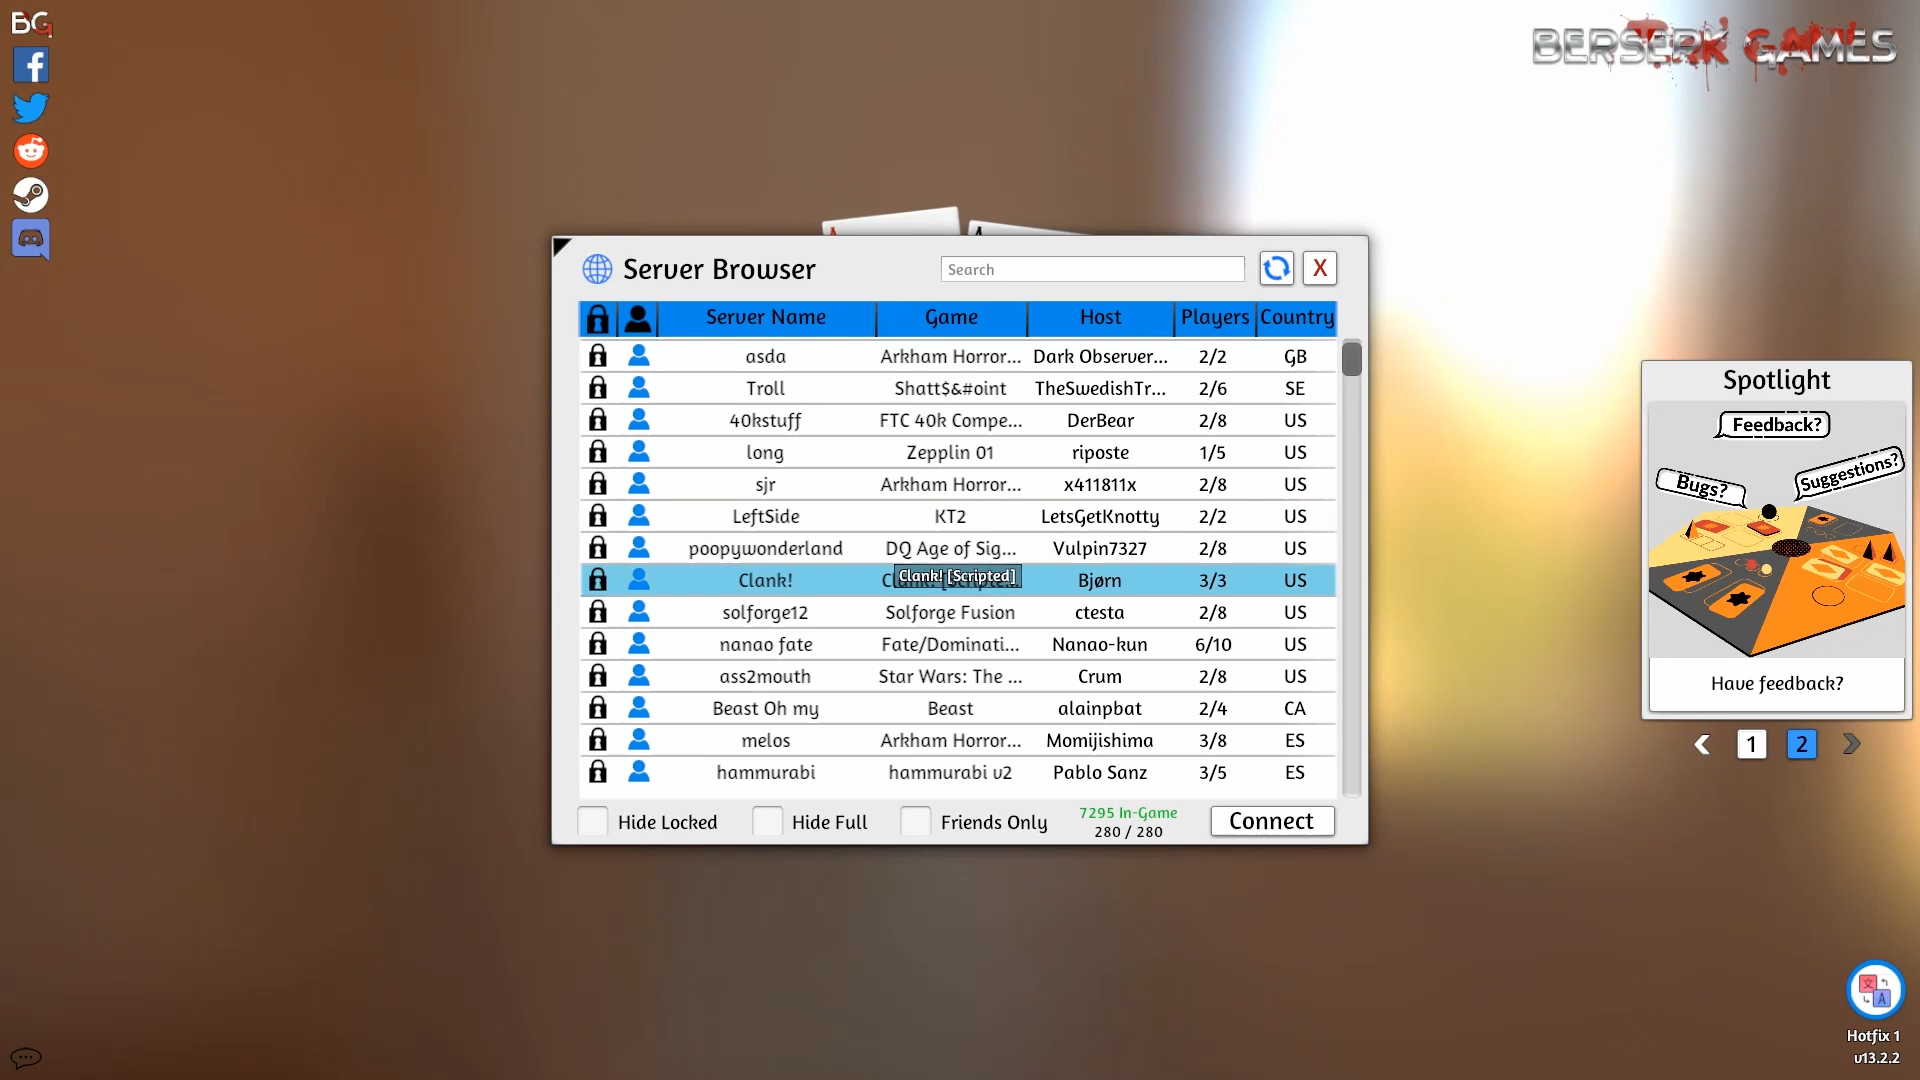 BG
BERSERK GAMES
Server Browser
Search
X
Server Name Game Host Players Country
asda Arkham Horror... Dark Observer... 2/2 GB
Troll Shatt$&#oint TheSwedishTr... 2/6 SE
40kstuff FTC 40k Compe... DerBear 2/8 US
long Zepplin 01 riposte 1/5 US
sjr Arkham Horror... x411811x 2/8 US
LeftSide KT2 LetsGetKnotty 2/2 US
poopywonderland DQ Age of Sig... Vulpin7327 2/8 US
Clank! Clank! [Scripted] Bjørn 3/3 US
solforge12 Solforge Fusion ctesta 2/8 US
nanao fate Fate/Dominati... Nanao-kun 6/10 US
ass2mouth Star Wars: The ... Crum 2/8 US
Beast Oh my Beast alainpbat 2/4 CA
melos Arkham Horror... Momijishima 3/8 ES
hammurabi hammurabi v2 Pablo Sanz 3/5 ES
Hide Locked Hide Full Friends Only
7295 In-Game
280 / 280
Connect
Spotlight
Feedback?
Suggestions?
Bugs?
Have feedback?
1 2
文 A
Hotfix 1
v13.2.2